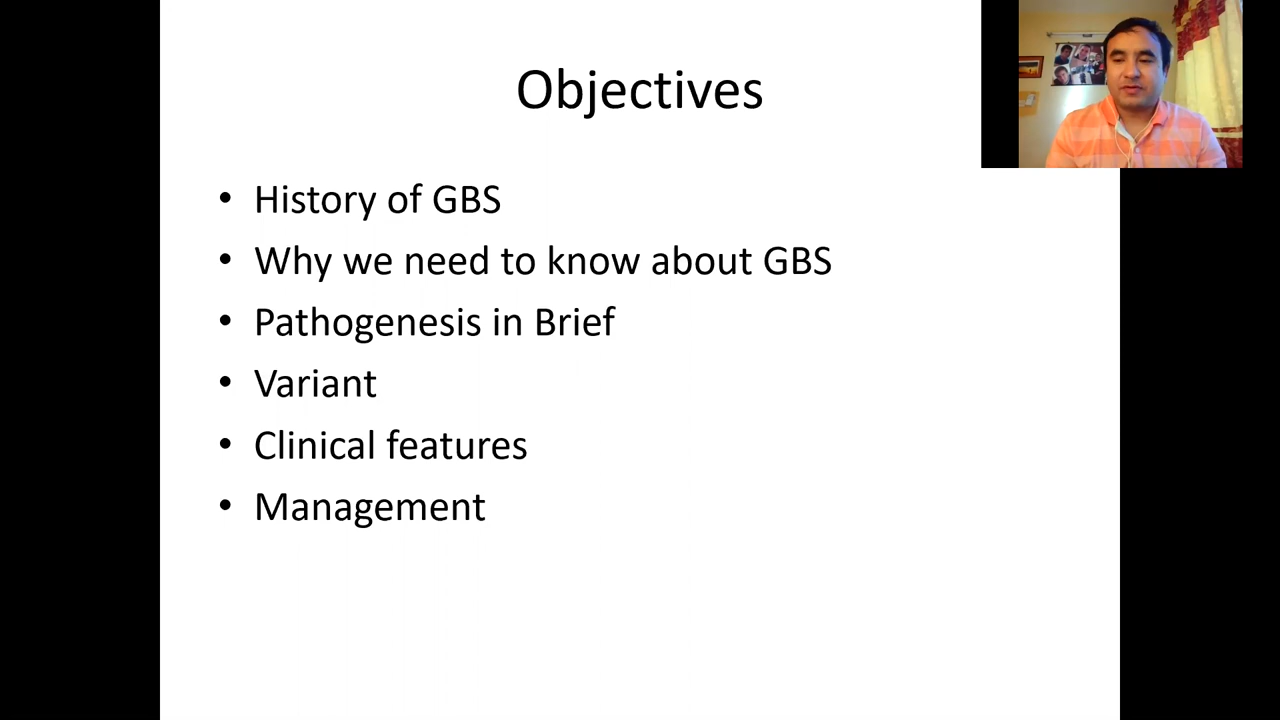 Objectives
• History of GBS
• Why we need to know about GBS
• Pathogenesis in Brief
• Variant
• Clinical features
• Management